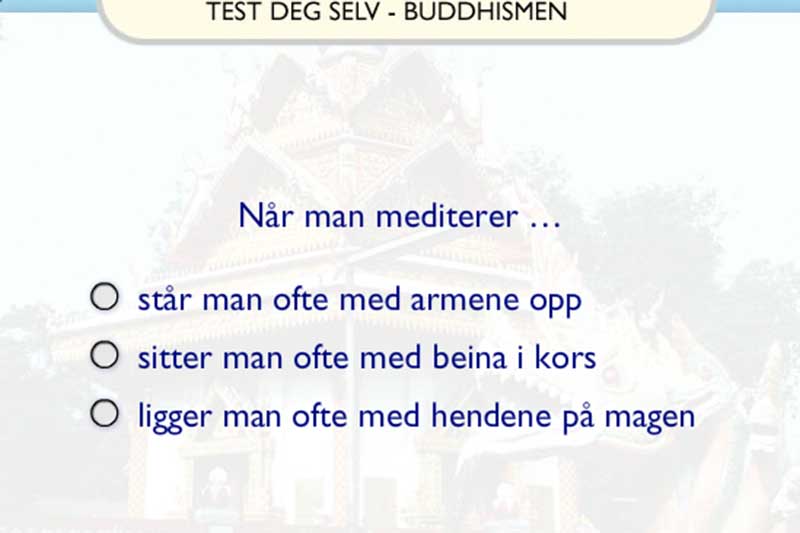 TEST DEG SELV - BUDDHISMEN
Når man mediterer ...
står man ofte med armene opp
sitter man ofte med beina i kors
ligger man ofte med hendene på magen